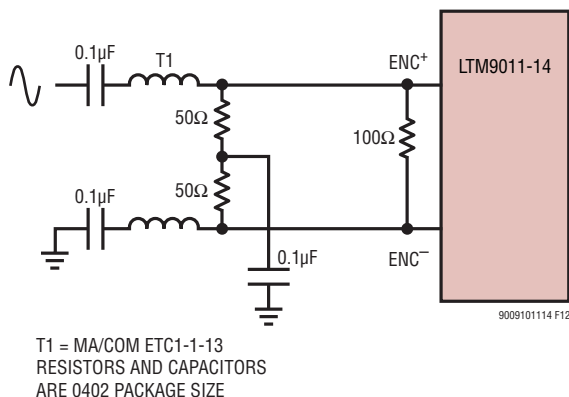 0.1µF
T1
ENC+
LTM9011-14
50Ω
100Ω
50Ω
0.1µF
0.1µF
ENC–
9009101114 F12
T1 = MA/COM ETC1-1-13
RESISTORS AND CAPACITORS
ARE 0402 PACKAGE SIZE